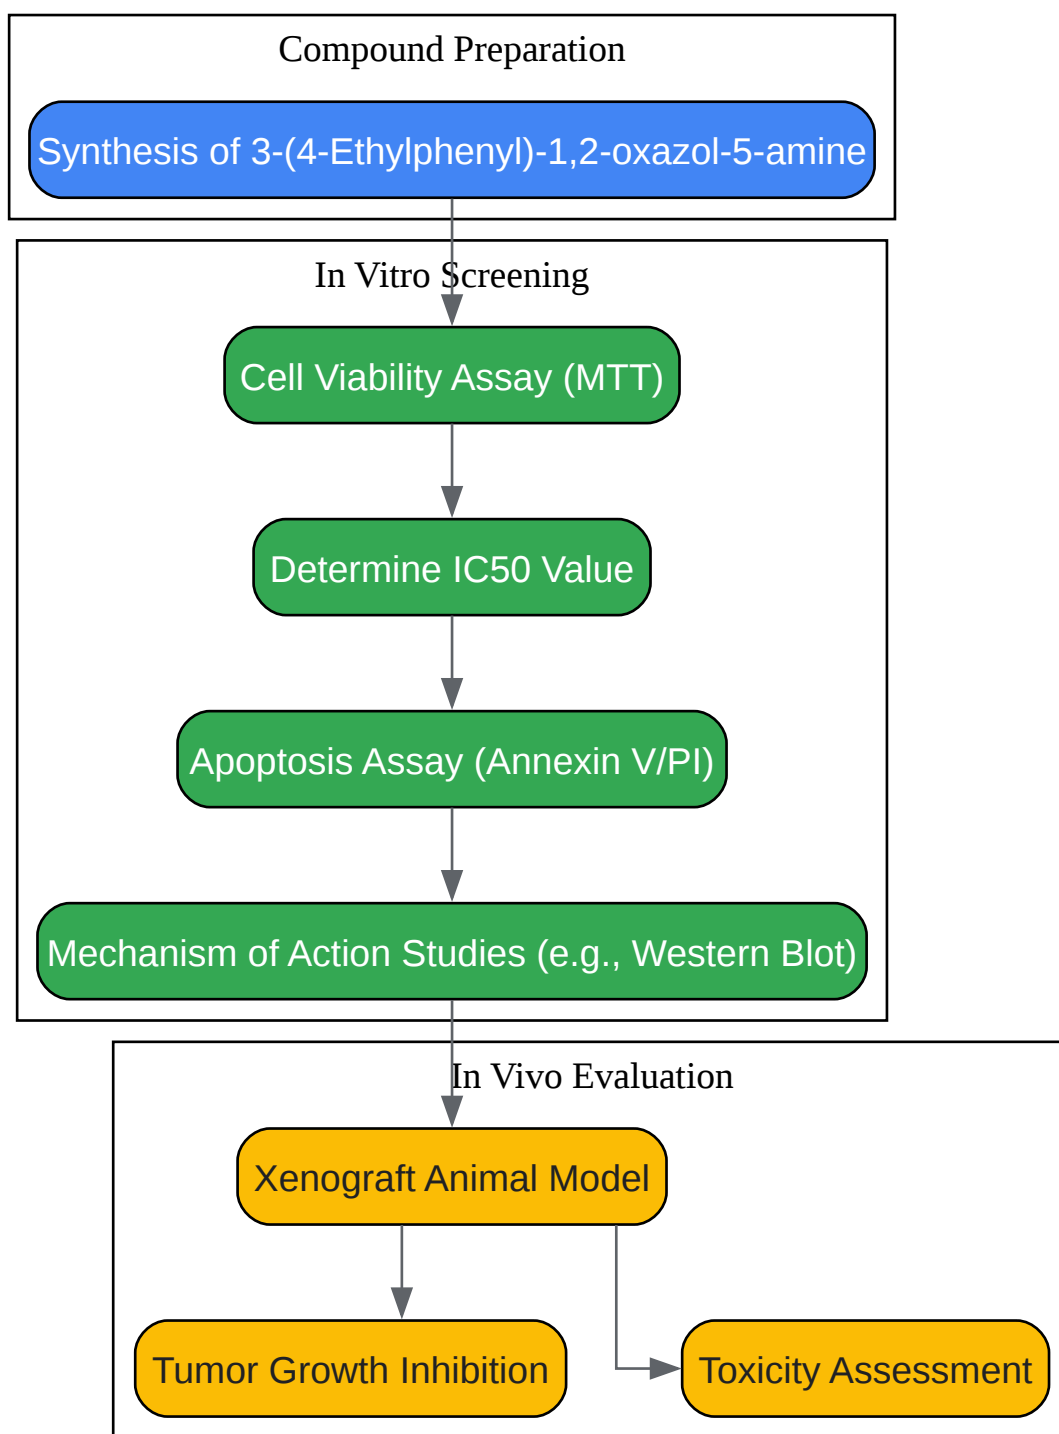 Compound Preparation
Synthesis of 3-(4-Ethylphenyl)-1,2-oxazol-5-amine
In Vitro Screening
Cell Viability Assay (MTT)
Determine IC50 Value
Apoptosis Assay (Annexin V/PI)
Mechanism of Action Studies (e.g., Western Blot)
In Vivo Evaluation
Xenograft Animal Model
Tumor Growth Inhibition
Toxicity Assessment